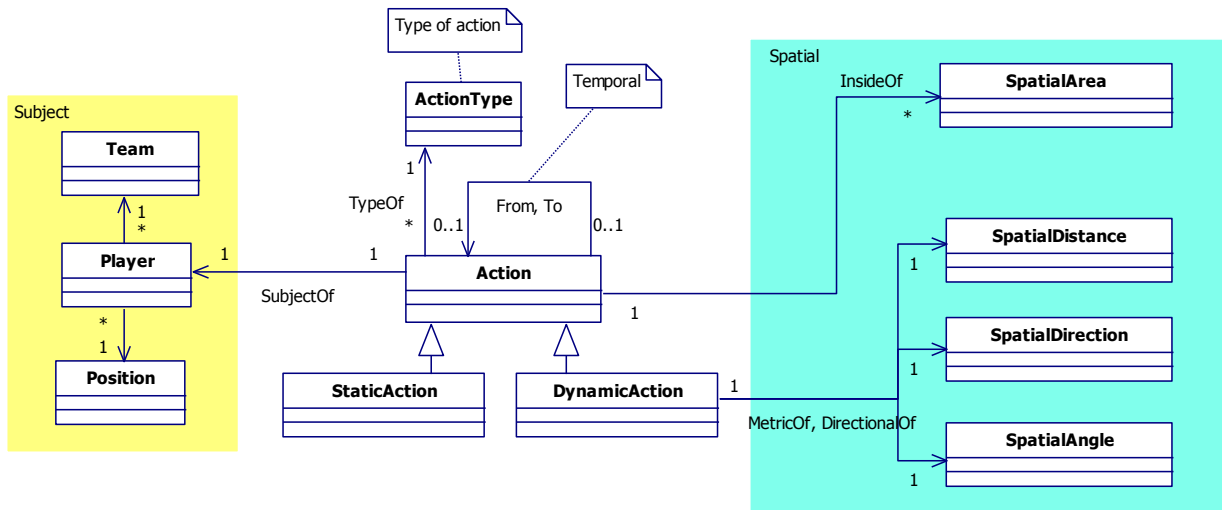 Type of action
Spatial
Temporal
InsideOf
SpatialArea
*
ActionType
Subject
Team
1
TypeOf
*
0..1
From, To
0..1
1
*
Player
1
1
SubjectOf
Action
1
SpatialDistance
1
SpatialDirection
1
*
1
Position
StaticAction
DynamicAction
1
MetricOf, DirectionalOf
SpatialAngle
1